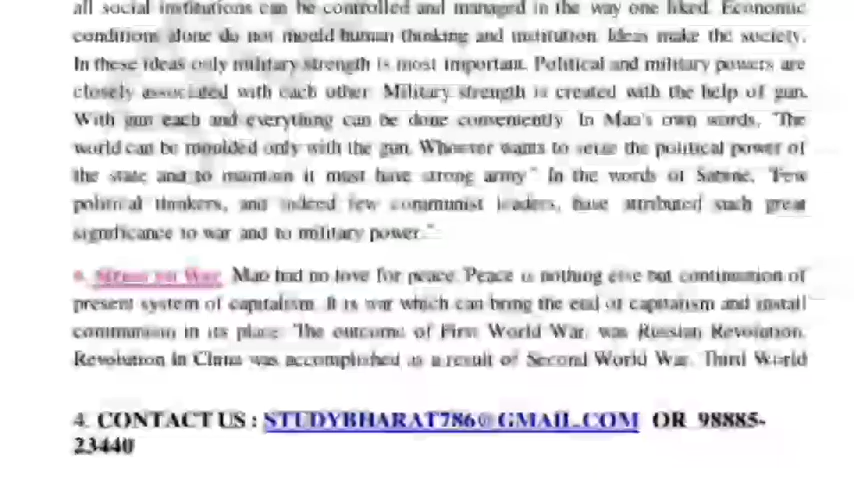 all social institutions can be controlled and managed in the way one liked. Economic
conditions alone do not mould human thinking and institution. Ideas make the society.
In these ideas only military strength is most important. Political and military powers are
closely associated with each other. Military strength is created with the help of gun.
With gun each and everything can be done conveniently. In Mao's own words, "The
world can be moulded only with the gun. Whoever wants to seize the political power of
the state and to maintain it must have strong army." In the words of Sabine, "Few
political thinkers, and indeed few communist leaders, have attributed such great
significance to war and to military power."
Stress on War. Mao had no love for peace. Peace is nothing else but continuation of
present system of capitalism. It is war which can bring the end of capitalism and install
communism in its place. The outcome of First World War, was Russian Revolution.
Revolution in China was accomplished as a result of Second World War. Third World
4. CONTACT US : STUDYBHARAT786@GMAIL.COM OR 98885-
23440